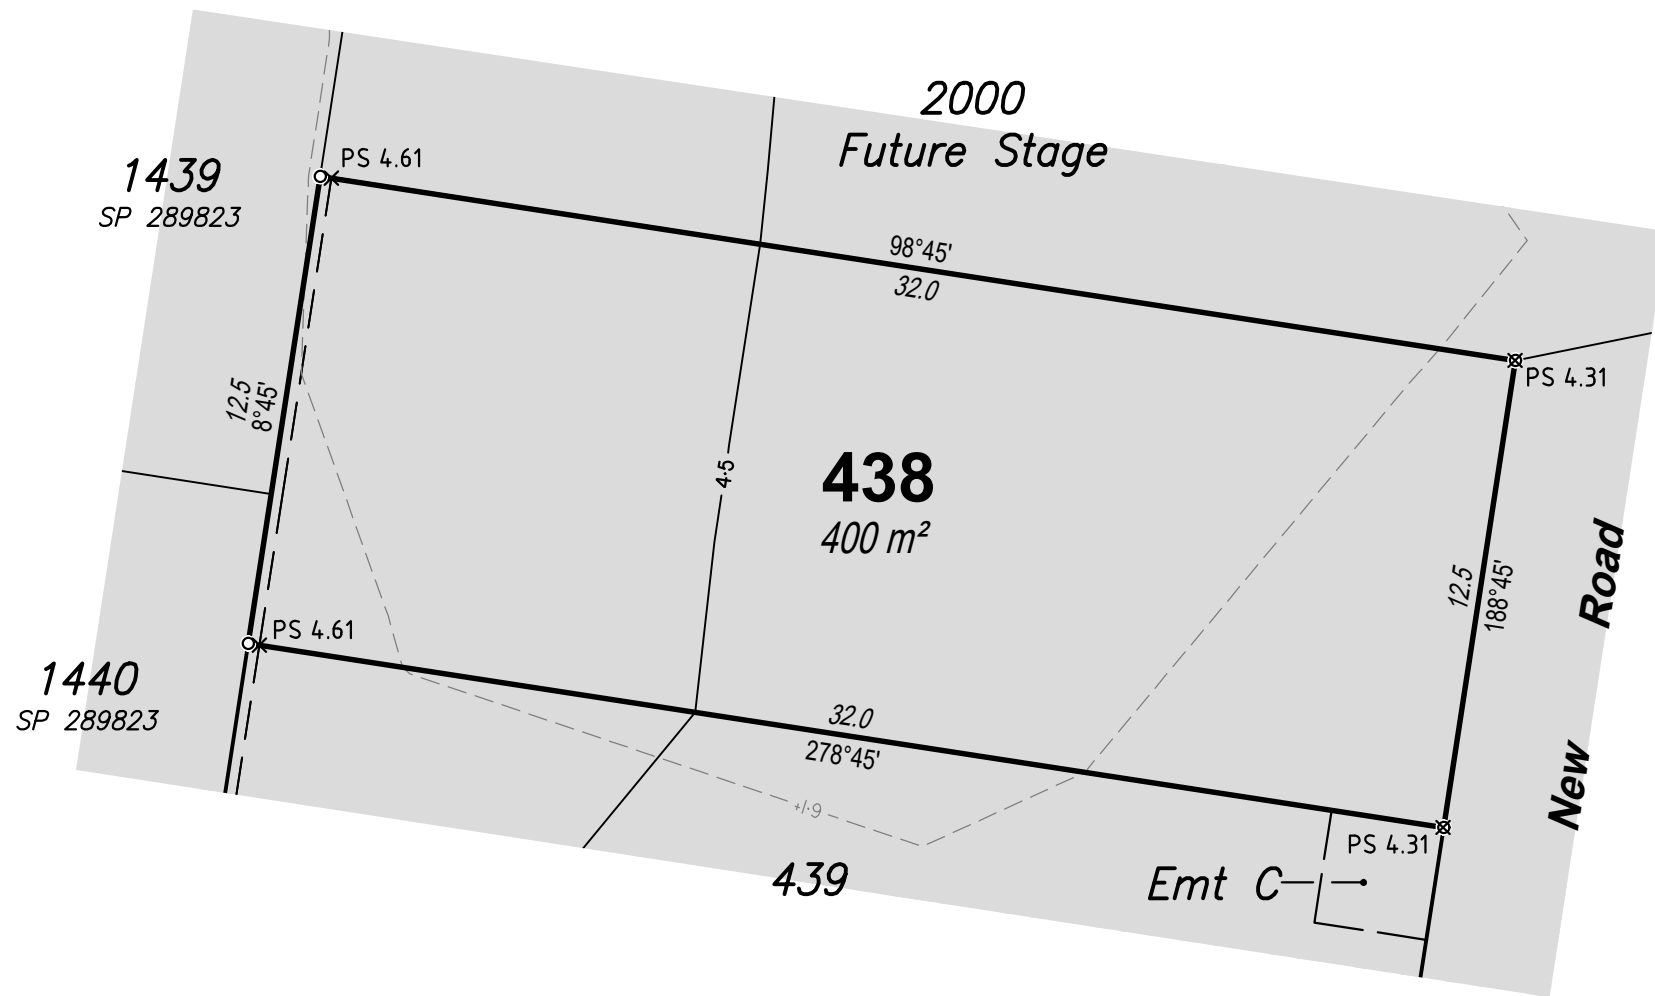 2000
Future Stage
1439
SP 289823
PS 4.61
98°45'
32.0
PS 4.31
12.5
8°45'
4·5
438
400 m²
12.5
188°45'
New Road
PS 4.61
1440
SP 289823
32.0
278°45'
+/-9
PS 4.31
439
Emt C